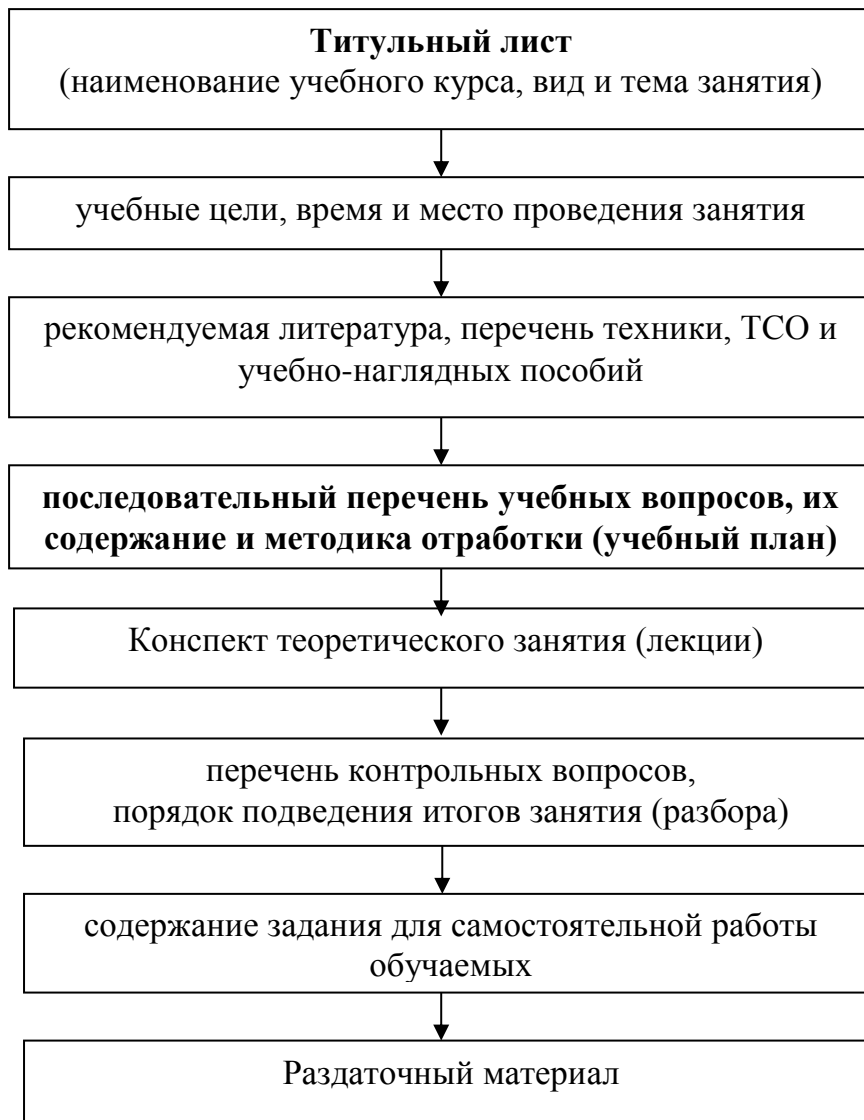 Титульный лист
(наименование учебного курса, вид и тема занятия)
учебные цели, время и место проведения занятия
рекомендуемая литература, перечень техники, ТСО и
учебно-наглядных пособий
последовательный перечень учебных вопросов, их
содержание и методика отработки (учебный план)
Конспект теоретического занятия (лекции)
перечень контрольных вопросов,
порядок подведения итогов занятия (разбора)
содержание задания для самостоятельной работы
обучаемых
Раздаточный материал